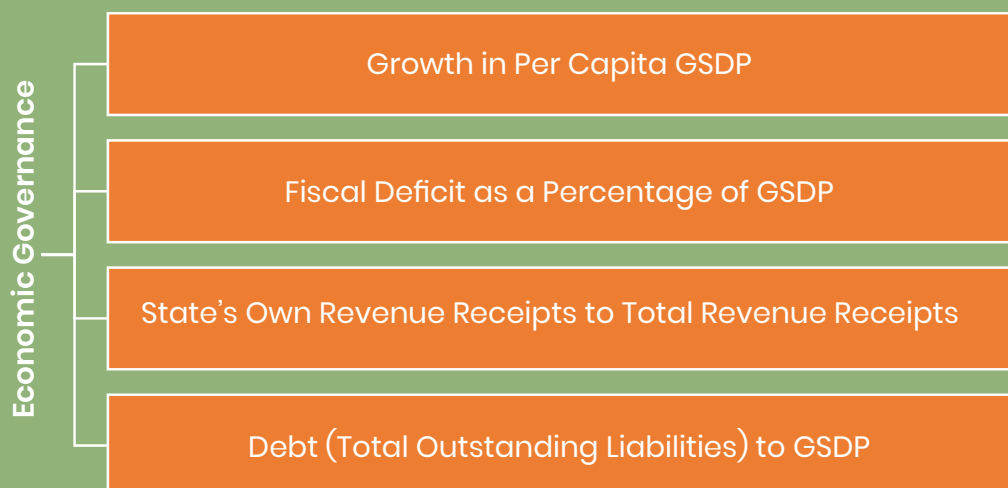 Economic Governance
Growth in Per Capita GSDP
Fiscal Deficit as a Percentage of GSDP
State’s Own Revenue Receipts to Total Revenue Receipts
Debt (Total Outstanding Liabilities) to GSDP